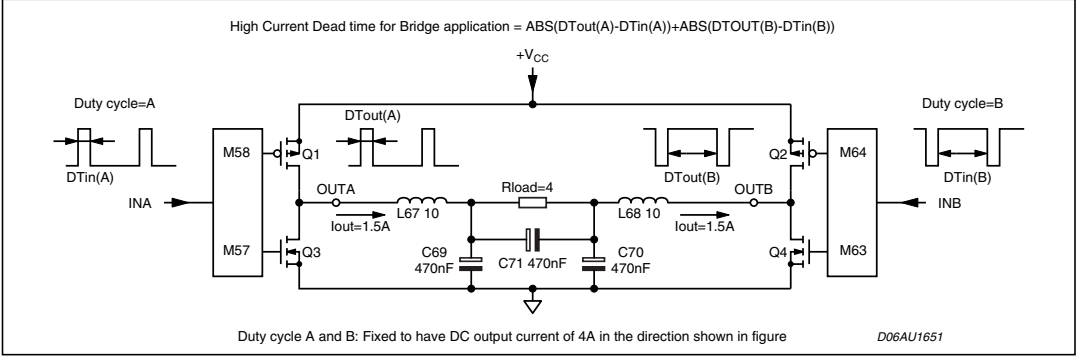 High Current Dead time for Bridge application = ABS(DTout(A)-DTin(A))+ABS(DTOUT(B)-DTin(B))
+VCC
Duty cycle=A
DTout(A)
Duty cycle=B
M58
Q1
Q2
M64
DTin(A)
DTout(B)
DTin(B)
INA
OUTA
Rload=4
OUTB
INB
L67 10
L68 10
Iout=1.5A
Iout=1.5A
M57
Q3
C69
470nF
C71 470nF
C70
470nF
Q4
M63
Duty cycle A and B: Fixed to have DC output current of 4A in the direction shown in figure
D06AU1651